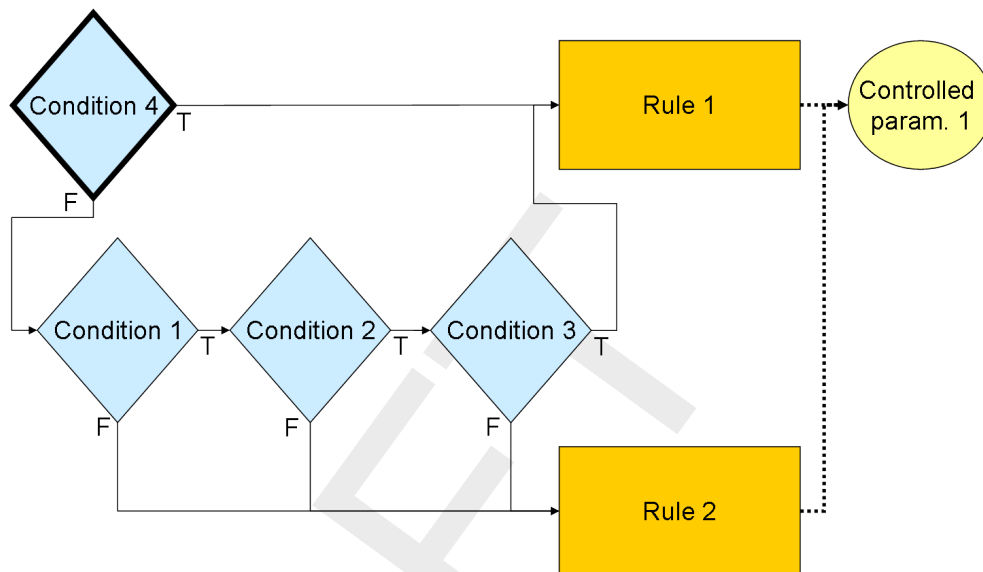 Condition 4
T
F
Rule 1
Controlled
param. 1
Condition 1
T
F
Condition 2
T
F
Condition 3
T
F
Rule 2